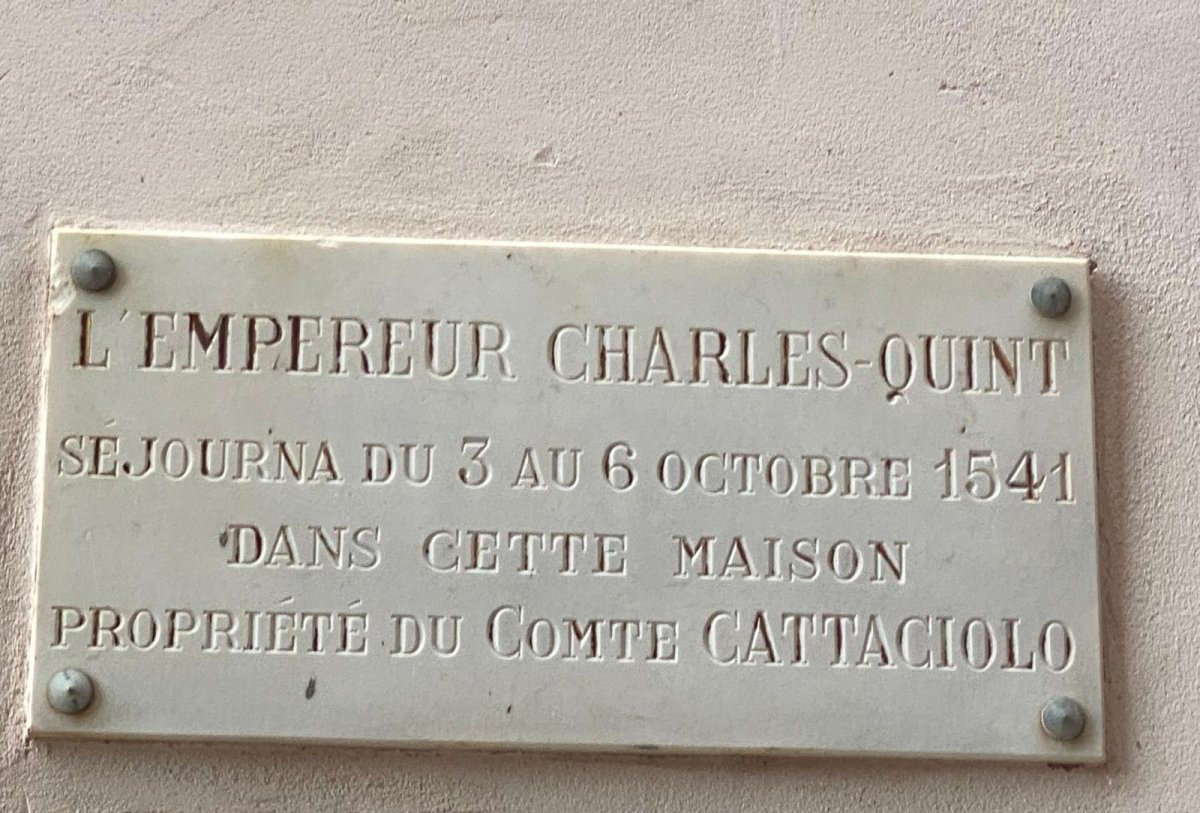 L'EMPEREUR CHARLES-QUINT
SÉJOURNA DU 3 AU 6 OCTOBRE 1541
DANS CETTE MAISON
PROPRIÉTÉ DU COMTE CATTACIOLO